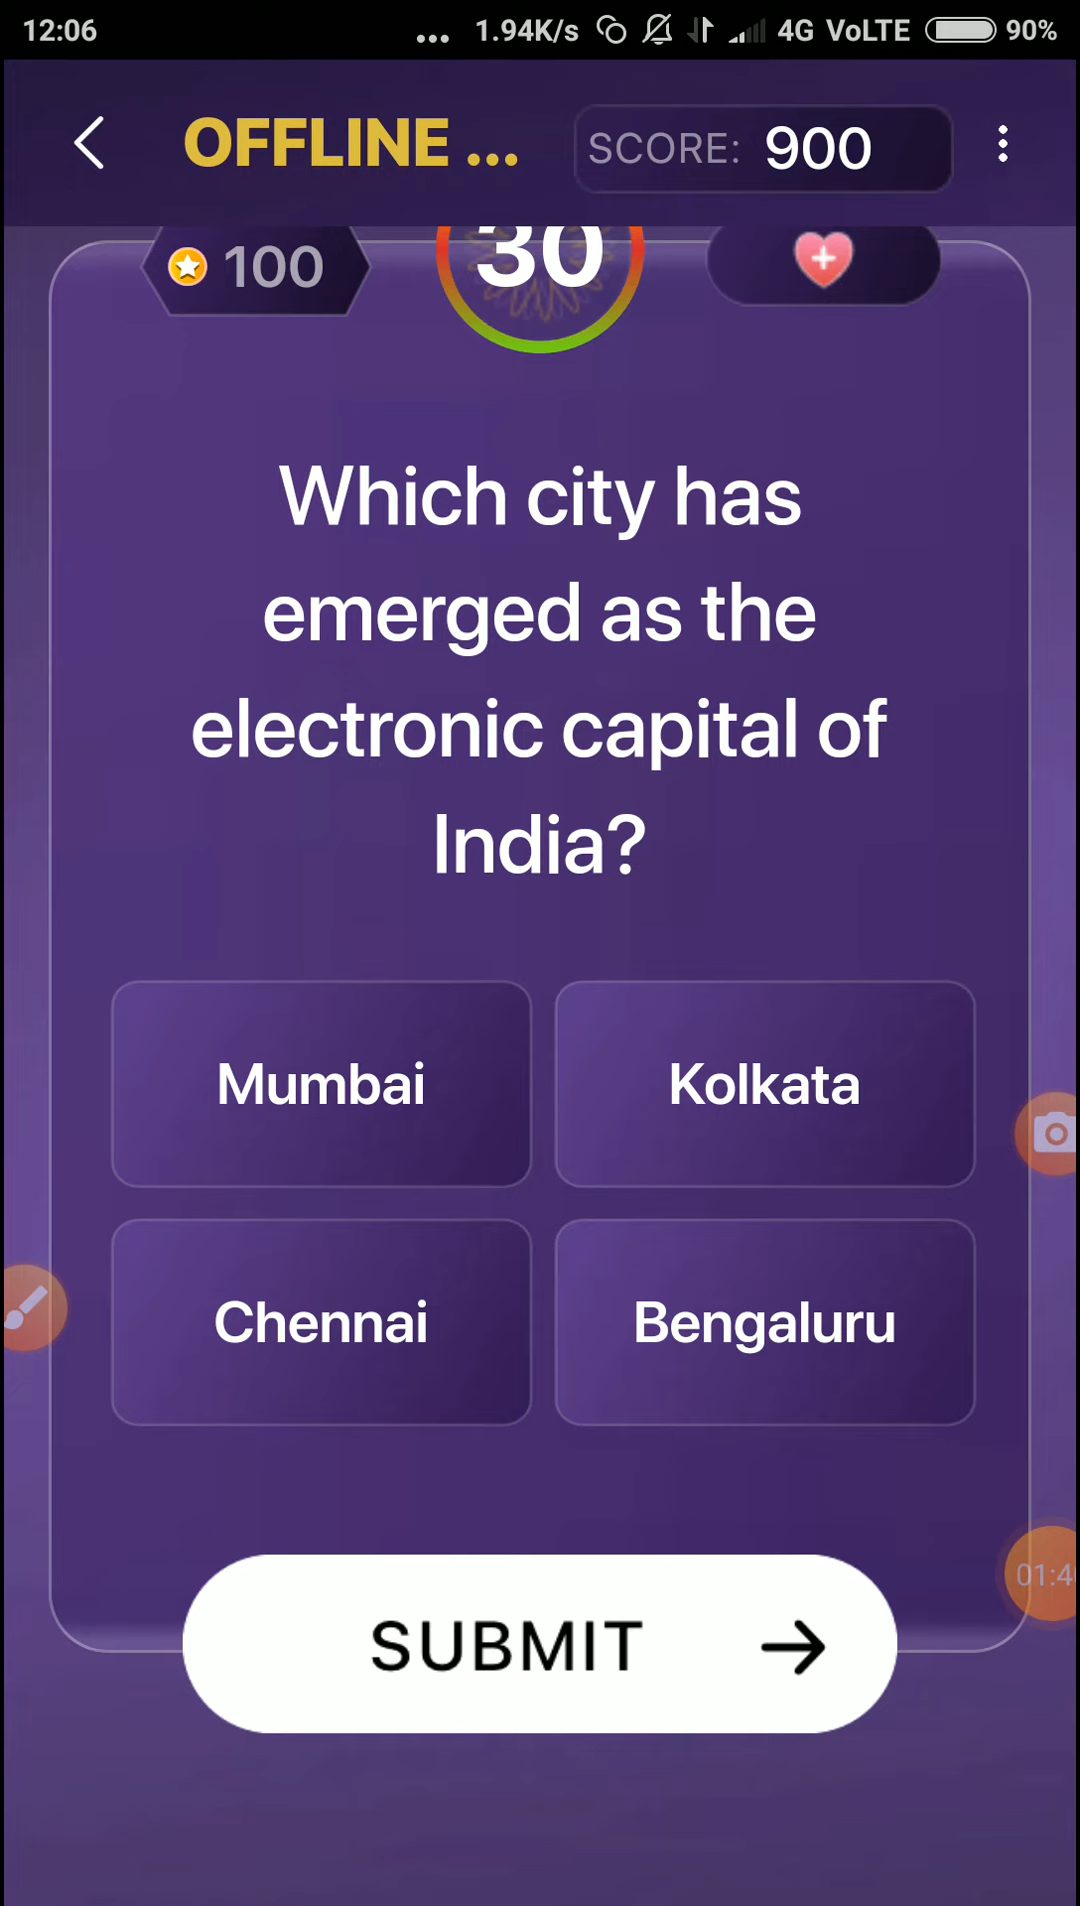 12:06 ... 1.94K/s 4G VoLTE 90%
OFFLINE ... SCORE: 900
100 30
Which city has
emerged as the
electronic capital of
India?
Mumbai Kolkata
Chennai Bengaluru
SUBMIT